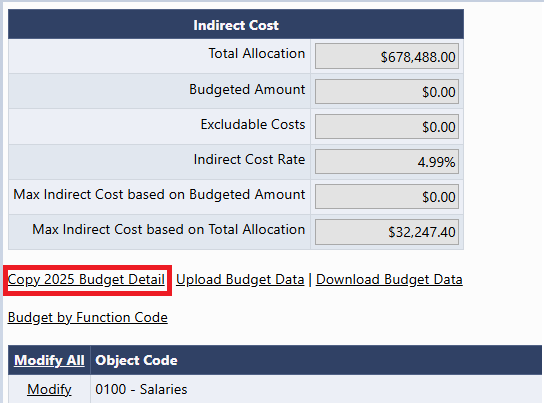 Indirect Cost
Total Allocation $678,488.00
Budgeted Amount $0.00
Excludable Costs $0.00
Indirect Cost Rate 4.99%
Max Indirect Cost based on Budgeted Amount $0.00
Max Indirect Cost based on Total Allocation $32,247.40
Copy 2025 Budget Detail Upload Budget Data | Download Budget Data
Budget by Function Code
Modify All Object Code
Modify 0100 - Salaries